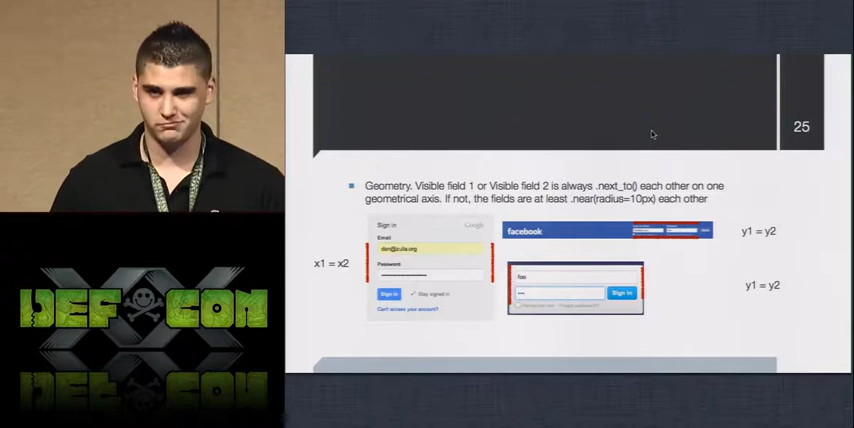 25
Geometry. Visible field 1 or Visible field 2 is always .next_to() each other on one
geometrical axis. If not, the fields are at least .near(radius=10px) each other
Sign in Google
Email
dan@zulla.org
Password
Sign in Stay signed in
Can't access your account?
x1 = x2
facebook
y1 = y2
foo
Sign in
y1 = y2
DEF CON
XX